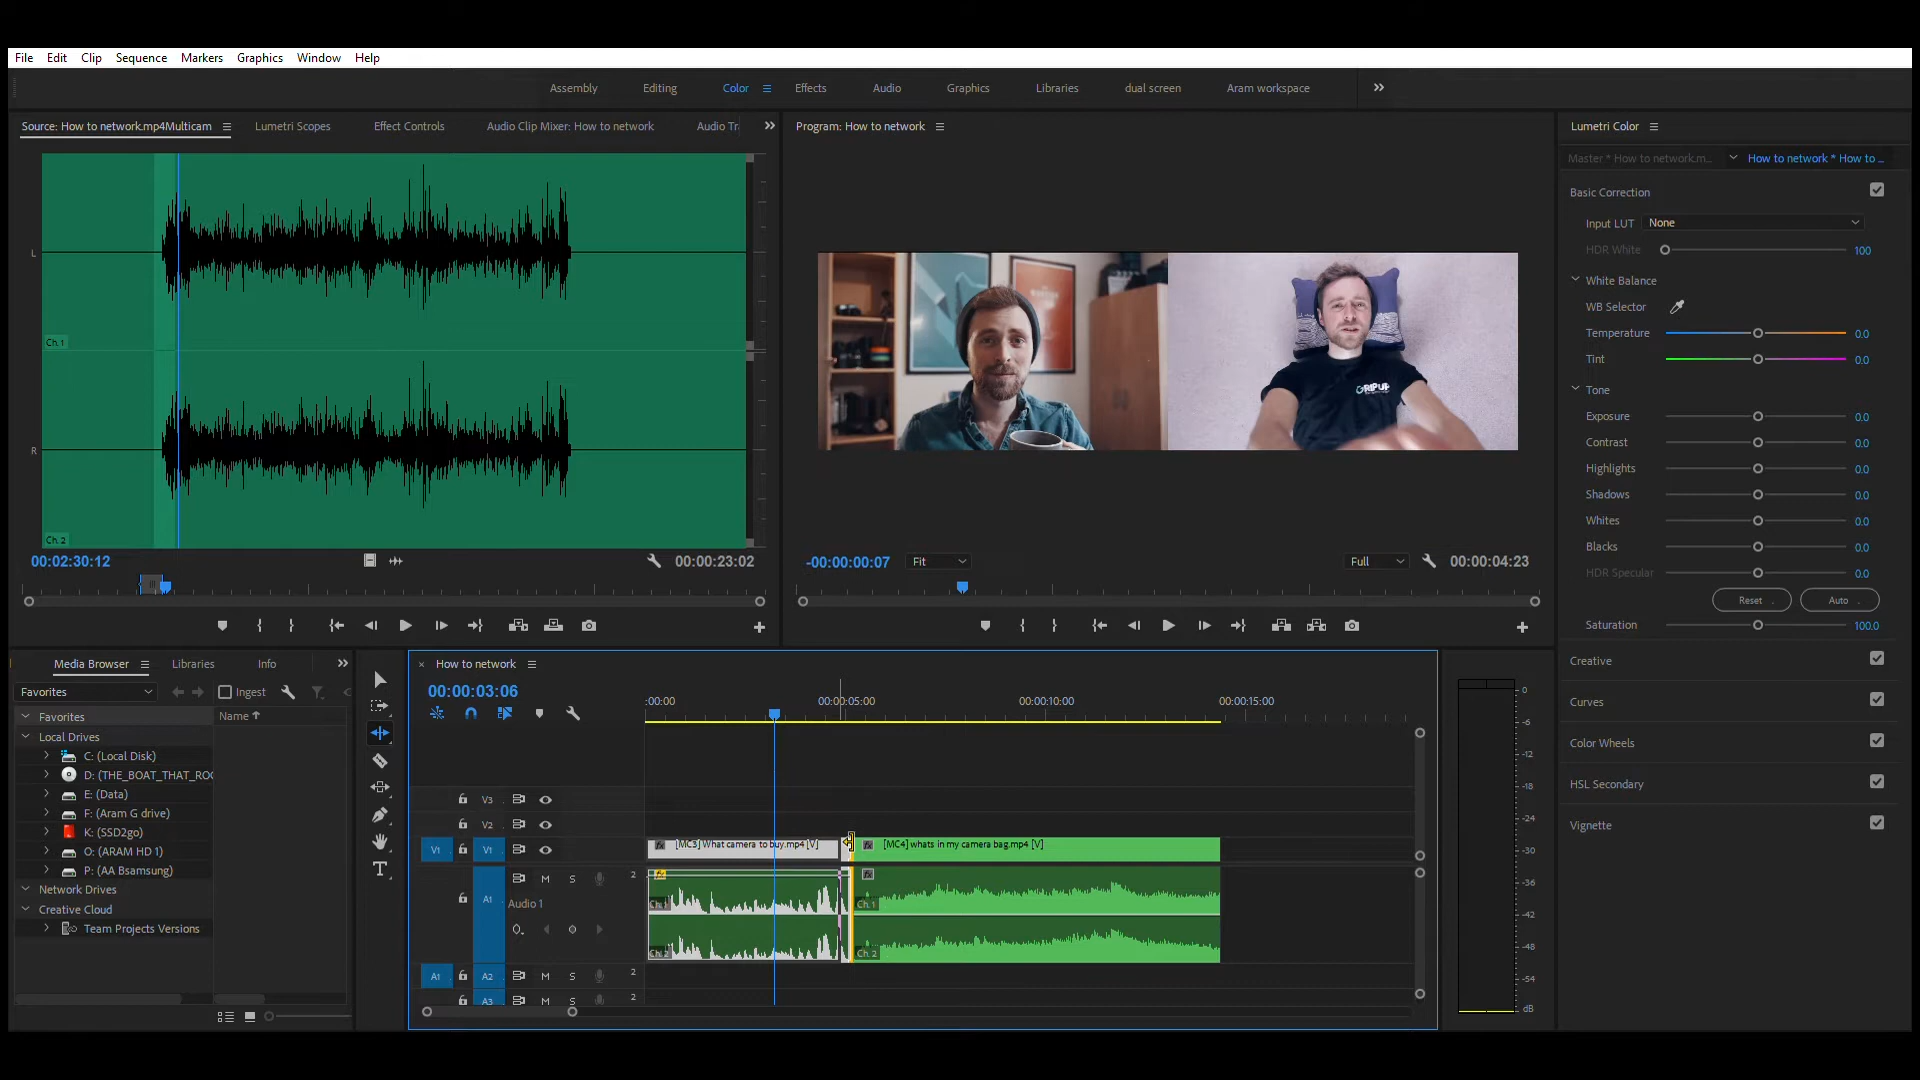 File Edit Clip Sequence Markers Graphics Window Help
Assembly Editing Color Effects Audio Graphics Libraries dual screen Aram workspace
Source: How to network.mp4Multicam Lumetri Scopes Effect Controls Audio Clip Mixer: How to network Audio Tr
Program: How to network
Lumetri Color
Master * How to network.m... How to network * How to ...
Basic Correction
Input LUT None
HDR White 100
White Balance
WB Selector
Temperature 0.0
Tint 0.0
Tone
Exposure 0.0
Contrast 0.0
Highlights 0.0
Shadows 0.0
Whites 0.0
Blacks 0.0
HDR Specular 0.0
Reset Auto
Saturation 100.0
Creative
Curves
Color Wheels
HSL Secondary
Vignette
L
Ch. 1
R
Ch. 2
00:02:30:12 00:00:23:02
RIPUP
-00:00:00:07 Fit Full 00:00:04:23
Media Browser Libraries Info
Favorites Ingest
Favorites Name
Local Drives
C: (Local Disk)
D: (THE_BOAT_THAT_ROC
E: (Data)
F: (Aram G drive)
K: (SSD2go)
O: (ARAM HD 1)
P: (AA Bsamsung)
Network Drives
Creative Cloud
Team Projects Versions
How to network
00:00:03:06
:00:00 00:00:05:00 00:00:10:00 00:00:15:00
V3
V2
V1 V1 fx [MC3] What camera to buy.mp4 [V] fx [MC4] whats in my camera bag.mp4 [V]
M S 2 fx fx
A1 Audio 1 Ch. 1 Ch. 1
Ch. 2 Ch. 2
A1 A2 M S 2
A3 M S 2
0
-6
-12
-18
-24
-30
-36
-42
-48
-54
dB